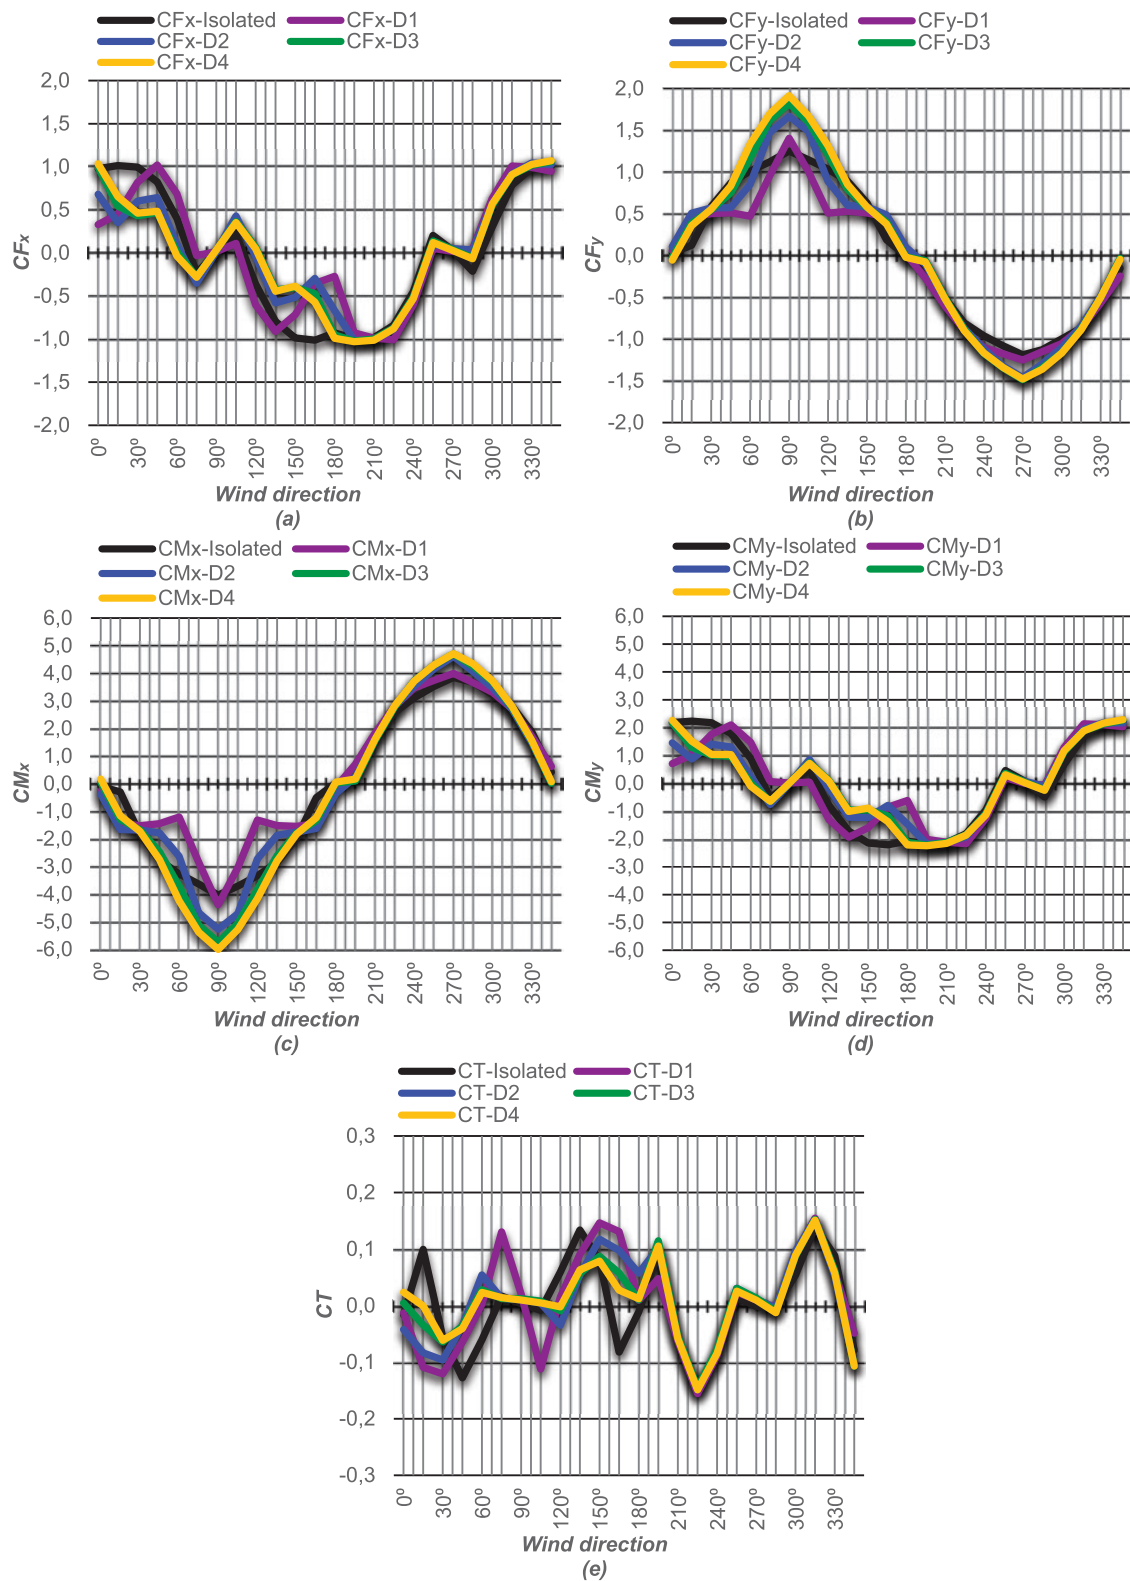 CFx-Isolated CFx-D1
CFx-D2 CFx-D3
CFx-D4
2,0
1,5
1,0
0,5
0,0
-0,5
-1,0
-1,5
-2,0
CFx
0º 30º 60º 90º 120º 150º 180º 210º 240º 270º 300º 330º
Wind direction
(a)
CFy-Isolated CFy-D1
CFy-D2 CFy-D3
CFy-D4
2,0
1,5
1,0
0,5
0,0
-0,5
-1,0
-1,5
-2,0
CFy
0º 30º 60º 90º 120º 150º 180º 210º 240º 270º 300º 330º
Wind direction
(b)
CMx-Isolated CMx-D1
CMx-D2 CMx-D3
CMx-D4
6,0
5,0
4,0
3,0
2,0
1,0
0,0
-1,0
-2,0
-3,0
-4,0
-5,0
-6,0
CMx
0º 30º 60º 90º 120º 150º 180º 210º 240º 270º 300º 330º
Wind direction
(c)
CMy-Isolated CMy-D1
CMy-D2 CMy-D3
CMy-D4
6,0
5,0
4,0
3,0
2,0
1,0
0,0
-1,0
-2,0
-3,0
-4,0
-5,0
-6,0
CMy
0º 30º 60º 90º 120º 150º 180º 210º 240º 270º 300º 330º
Wind direction
(d)
CT-Isolated CT-D1
CT-D2 CT-D3
CT-D4
0,3
0,2
0,1
0,0
-0,1
-0,2
-0,3
CT
0º 30º 60º 90º 120º 150º 180º 210º 240º 270º 300º 330º
Wind direction
(e)